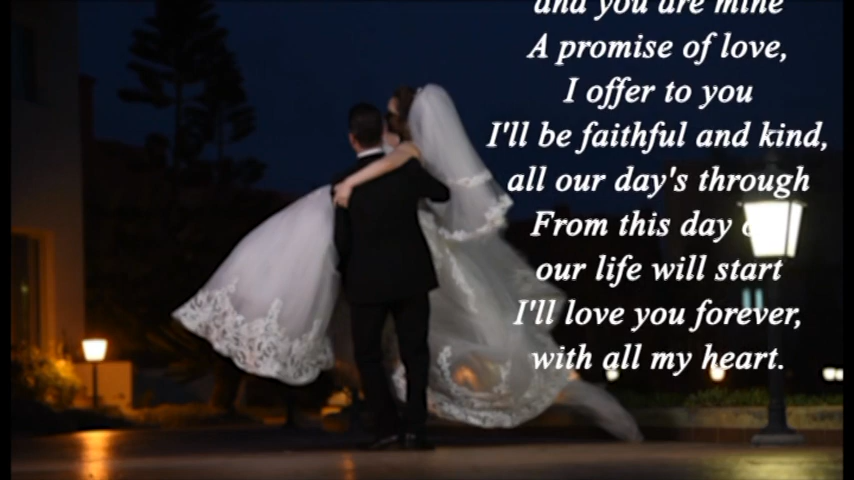 and you are mine
A promise of love,
I offer to you
I'll be faithful and kind,
all our day's through
From this day
our life will start
I'll love you forever,
with all my heart.